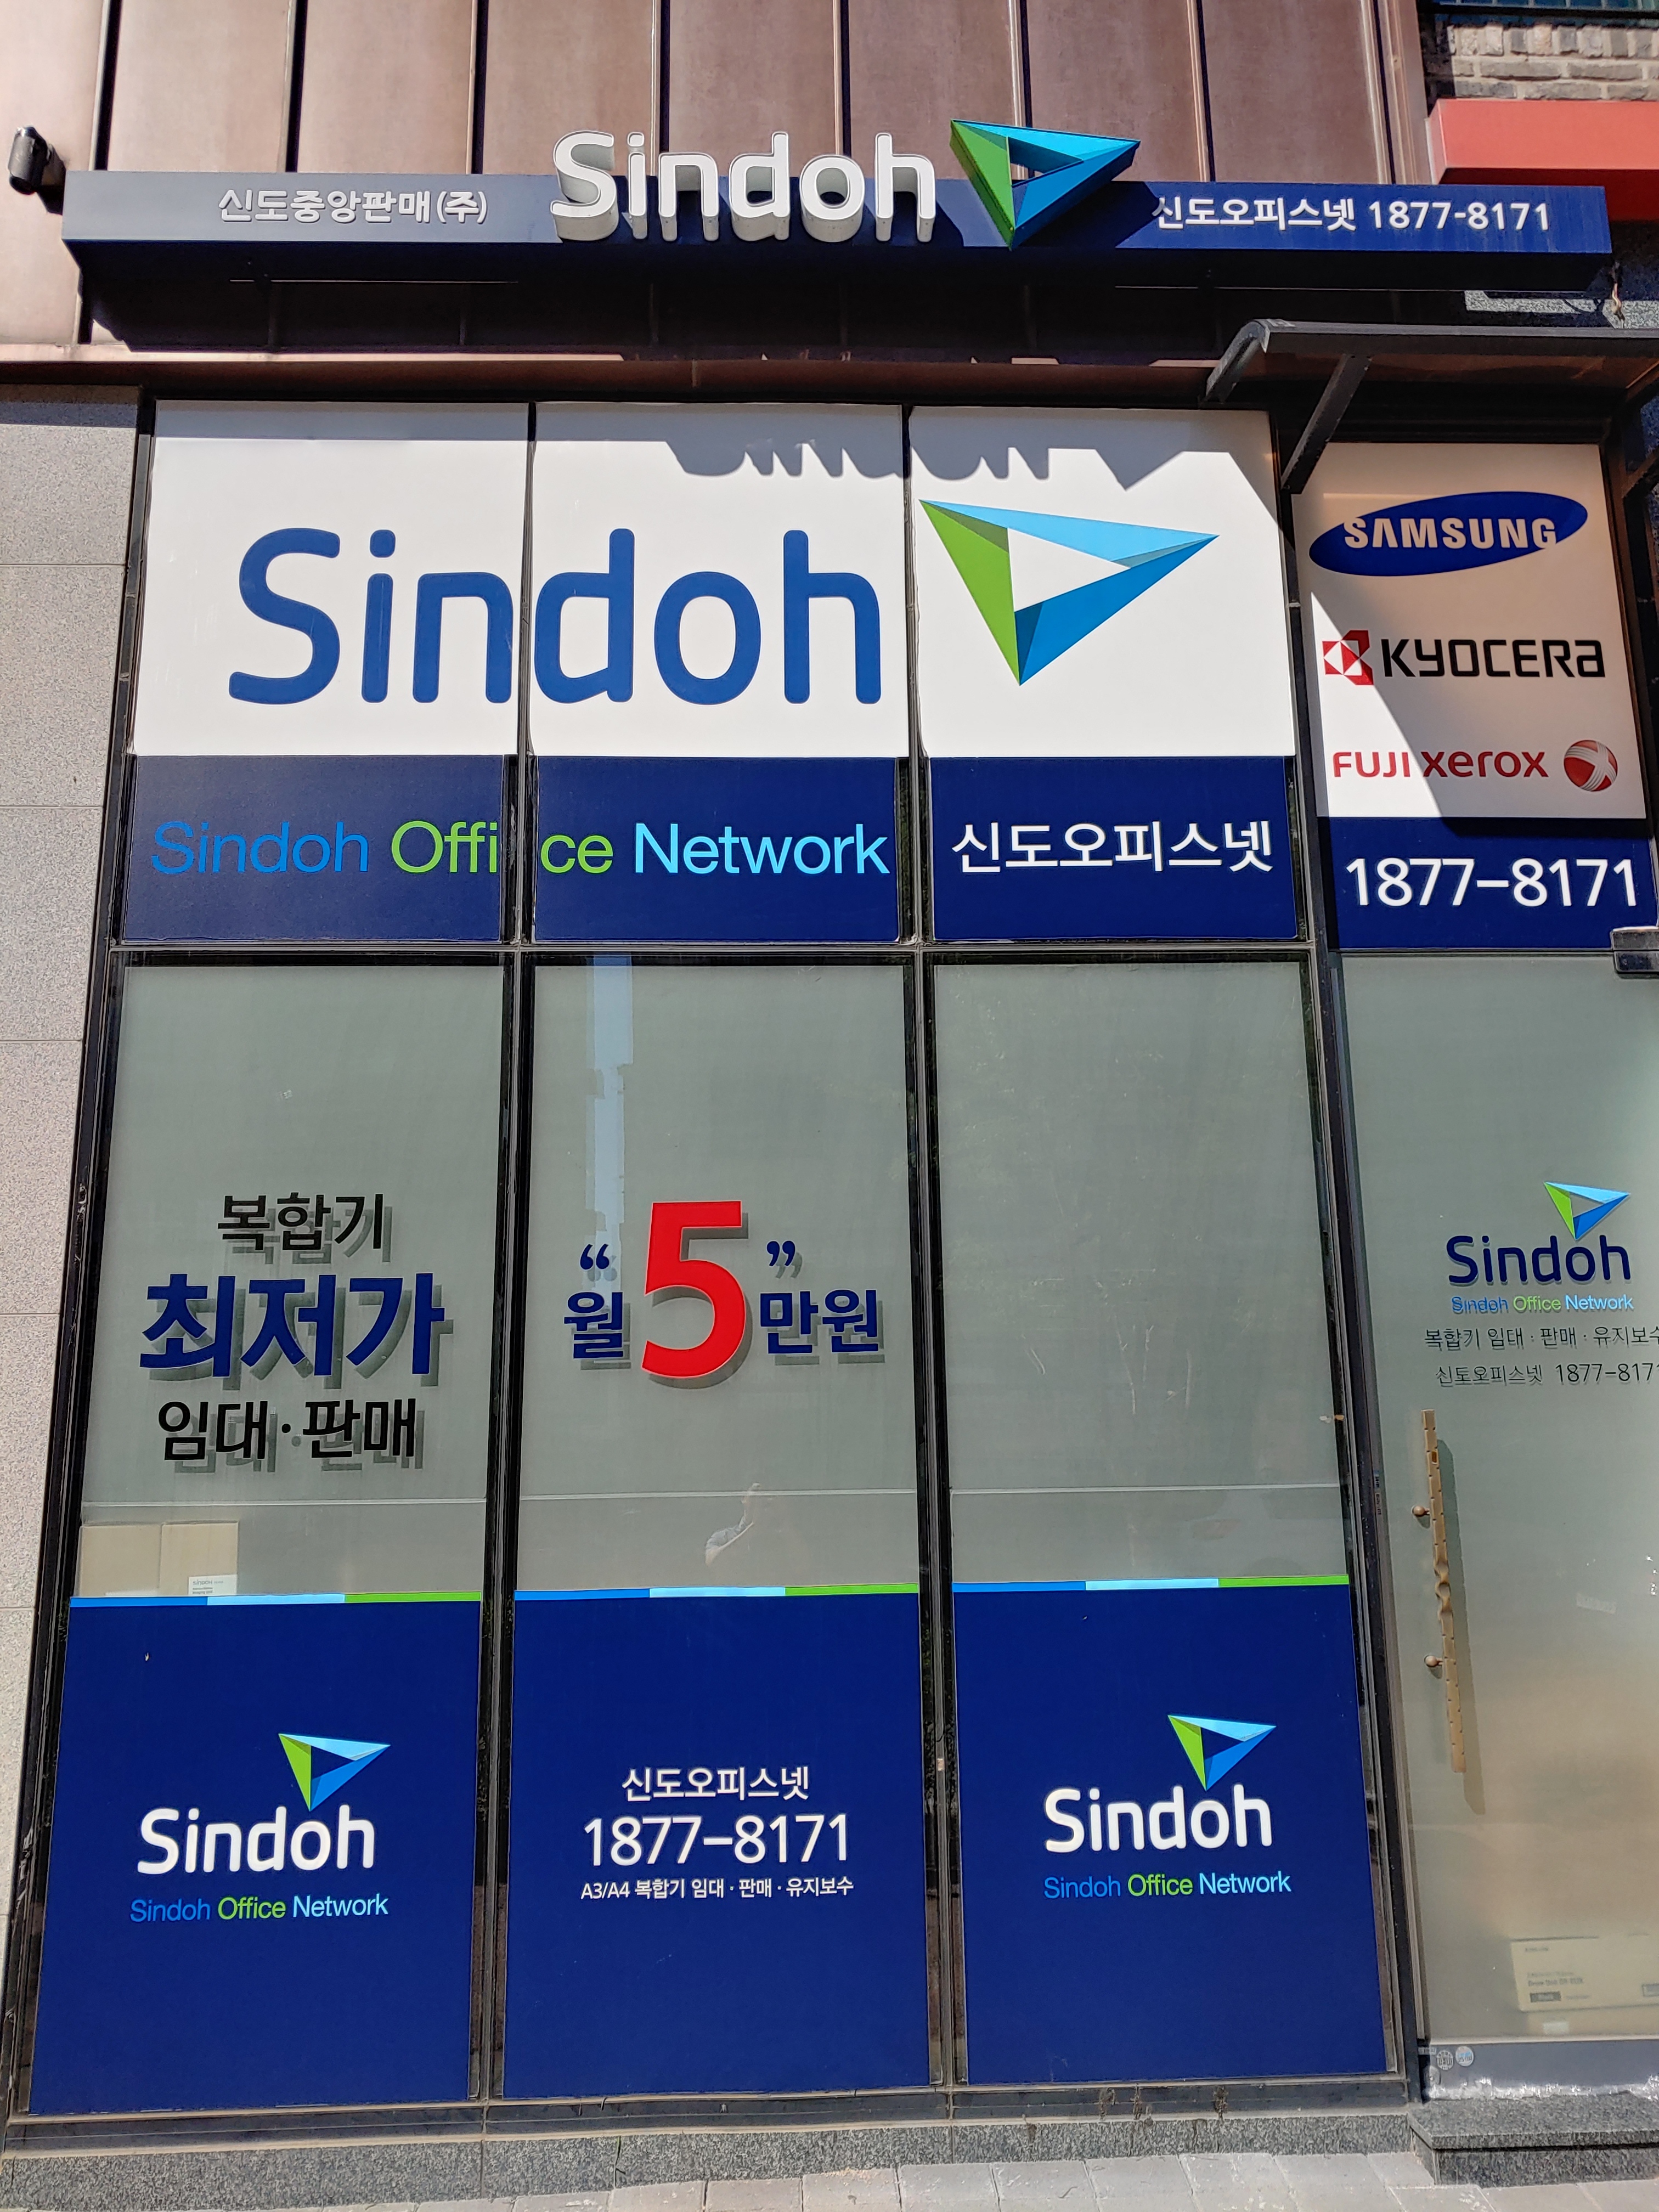 신도중앙판매(주)
Sindoh
신도오피스넷 1877-8171
Sindoh
SAMSUNG
KYOCERA
FUJI xerox
Sindoh Office Network
신도오피스넷
1877-8171
복합기
최저가
임대·판매
“월 5 만원”
Sindoh
Sindoh Office Network
복합기 임대·판매·유지보수
신도오피스넷 1877-8171
Sindoh
Sindoh Office Network
신도오피스넷
1877-8171
A3/A4 복합기 임대·판매·유지보수
Sindoh
Sindoh Office Network